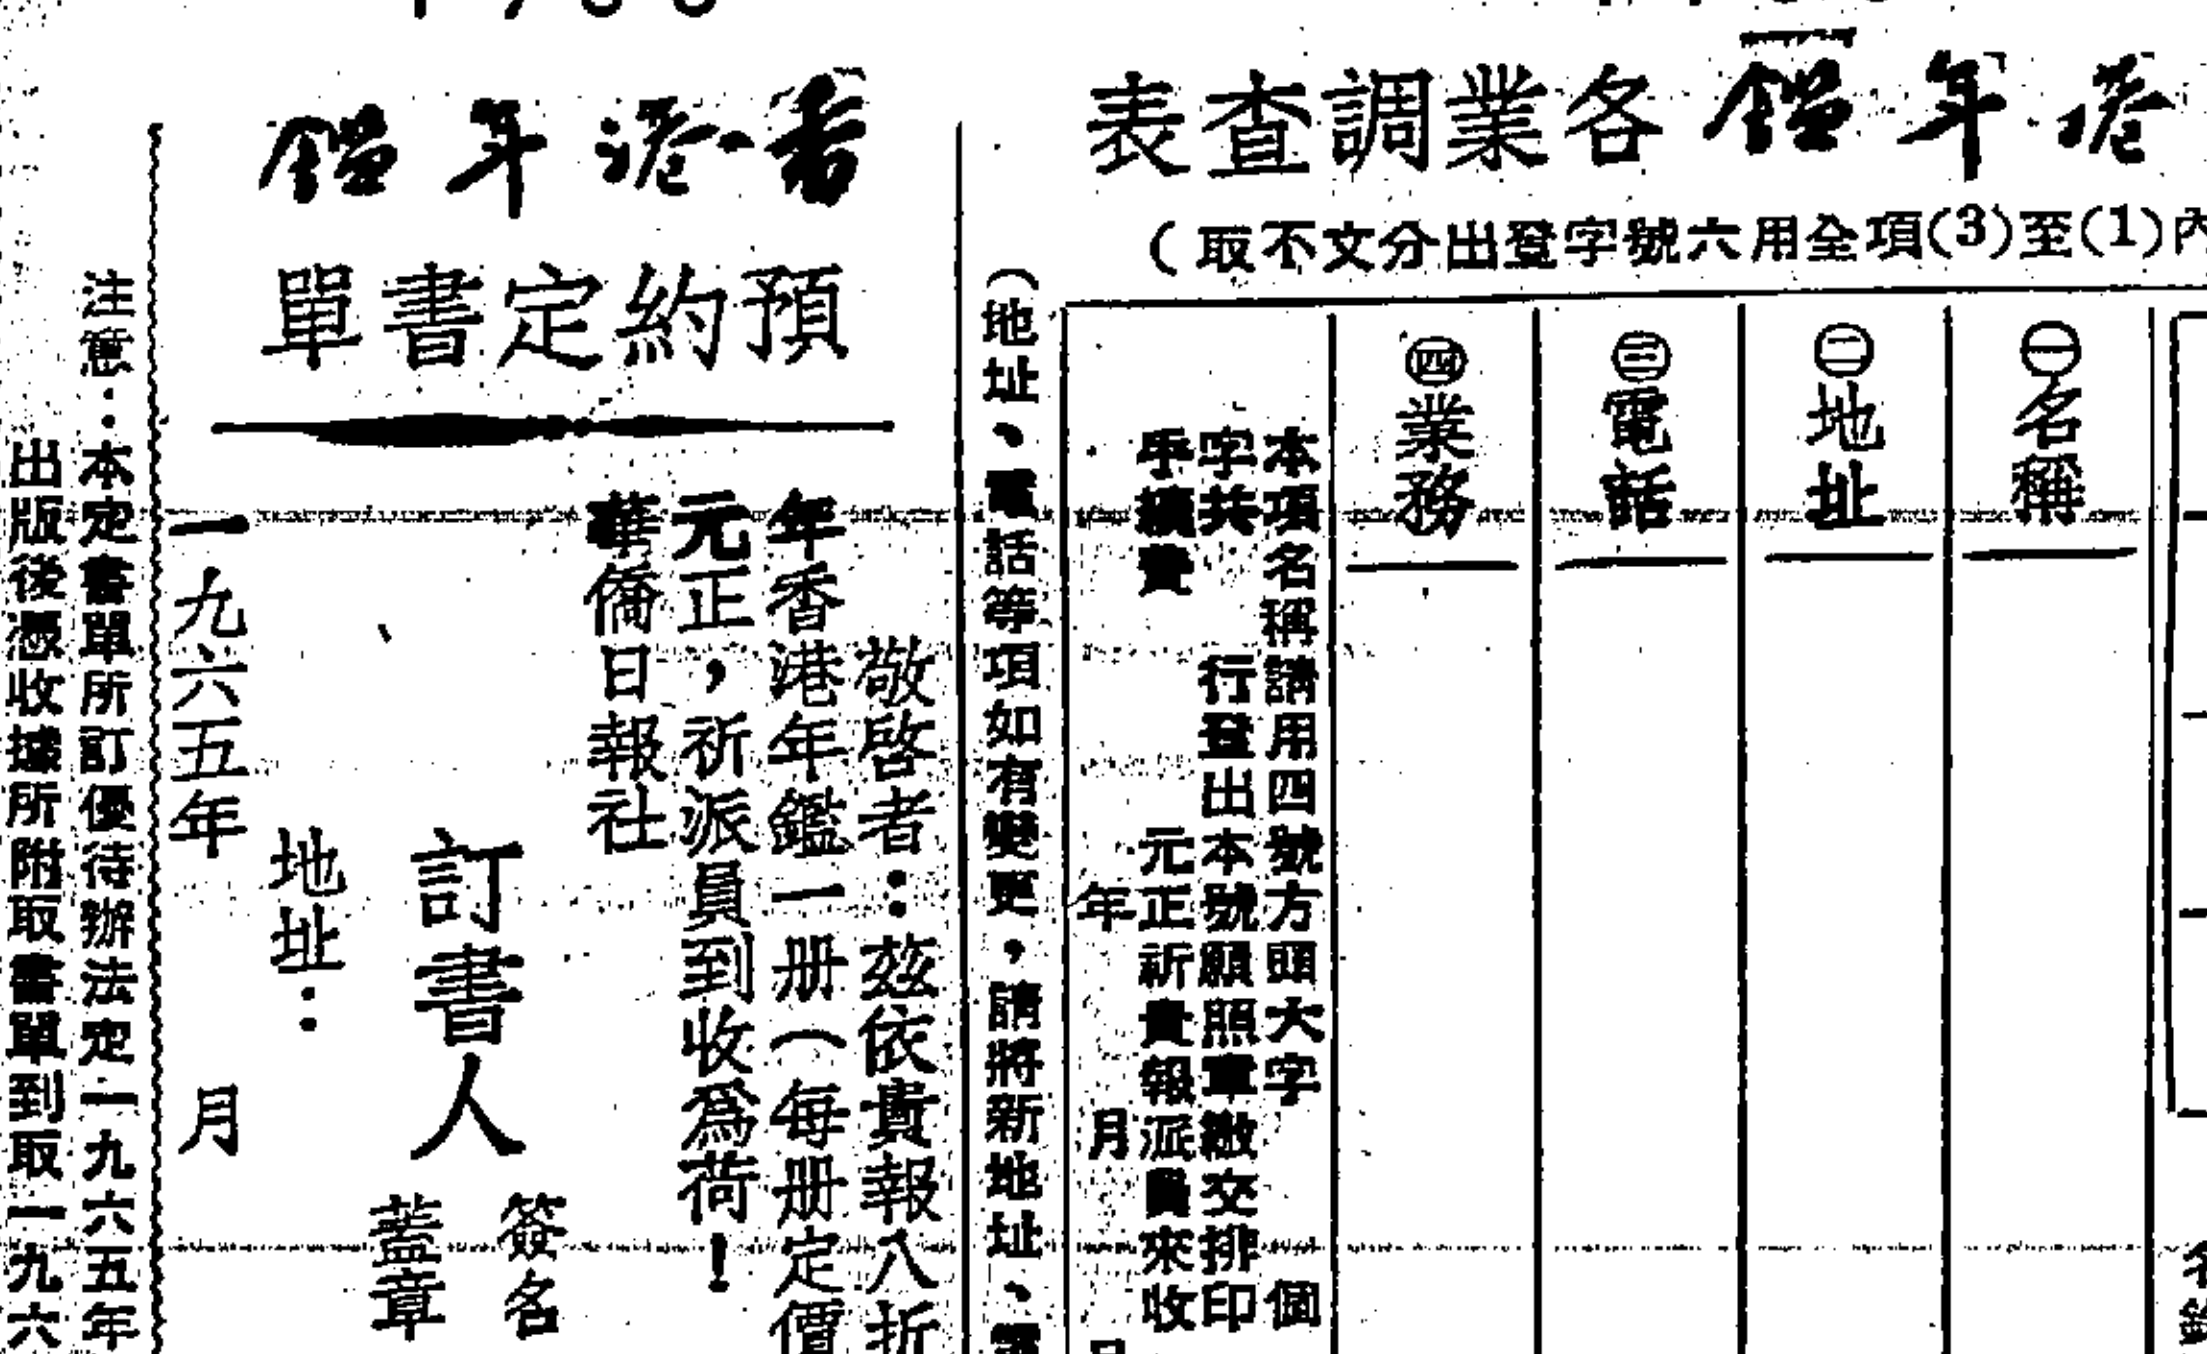 港年鑑各業調查表
內(1)至(3)項全用六號字登出分文不取)
㊀名稱
㊁地址
㊂電話
㊃業務
本項名稱請用四號方頭大字 個
字共 行登出本號願照章繳交排印
手續費 元正祈貴報派員來收
年 月
(地址、電話等項如有變更，請將新地址、電
香港年鑑
預約定書單
敬啓者：茲依貴報八折
年香港年鑑一册(每册定價
元正，祈派員到收爲荷！
華僑日報社
訂書人
簽名
蓋章
地址：
一九六五年 月
注意：本定書單所訂優待辦法定一九六五年
出版後憑收據所附取書單到取一九六